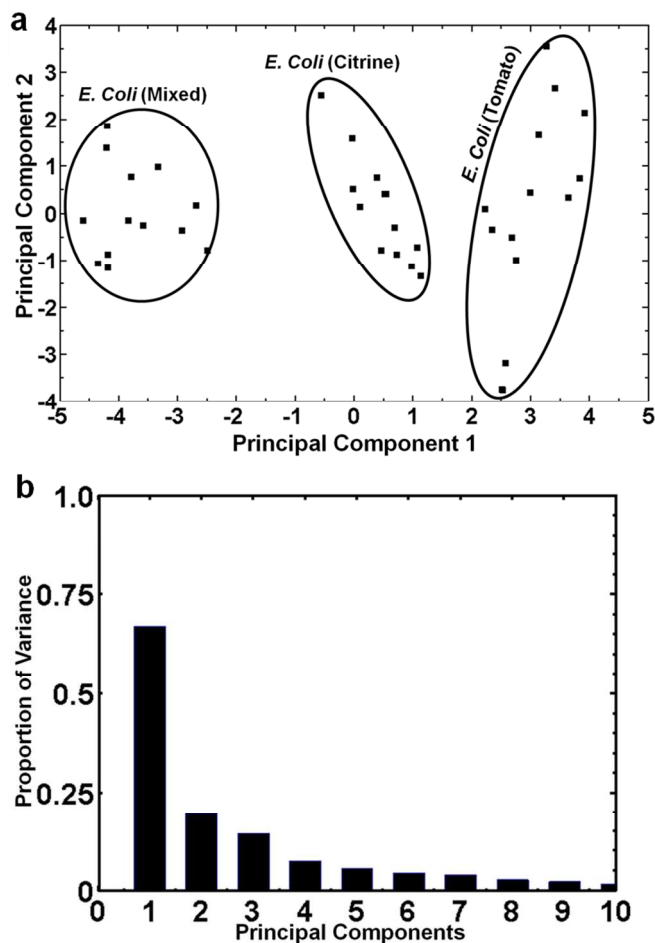 a
4
3
2
1
0
-1
-2
-3
-4
Principal Component 2
E. Coli (Mixed)
E. Coli (Citrine)
E. Coli (Tomato)
-5 -4 -3 -2 -1 0 1 2 3 4 5
Principal Component 1
b
1.0
0.75
0.5
0.25
0
Proportion of Variance
0 1 2 3 4 5 6 7 8 9 10
Principal Components